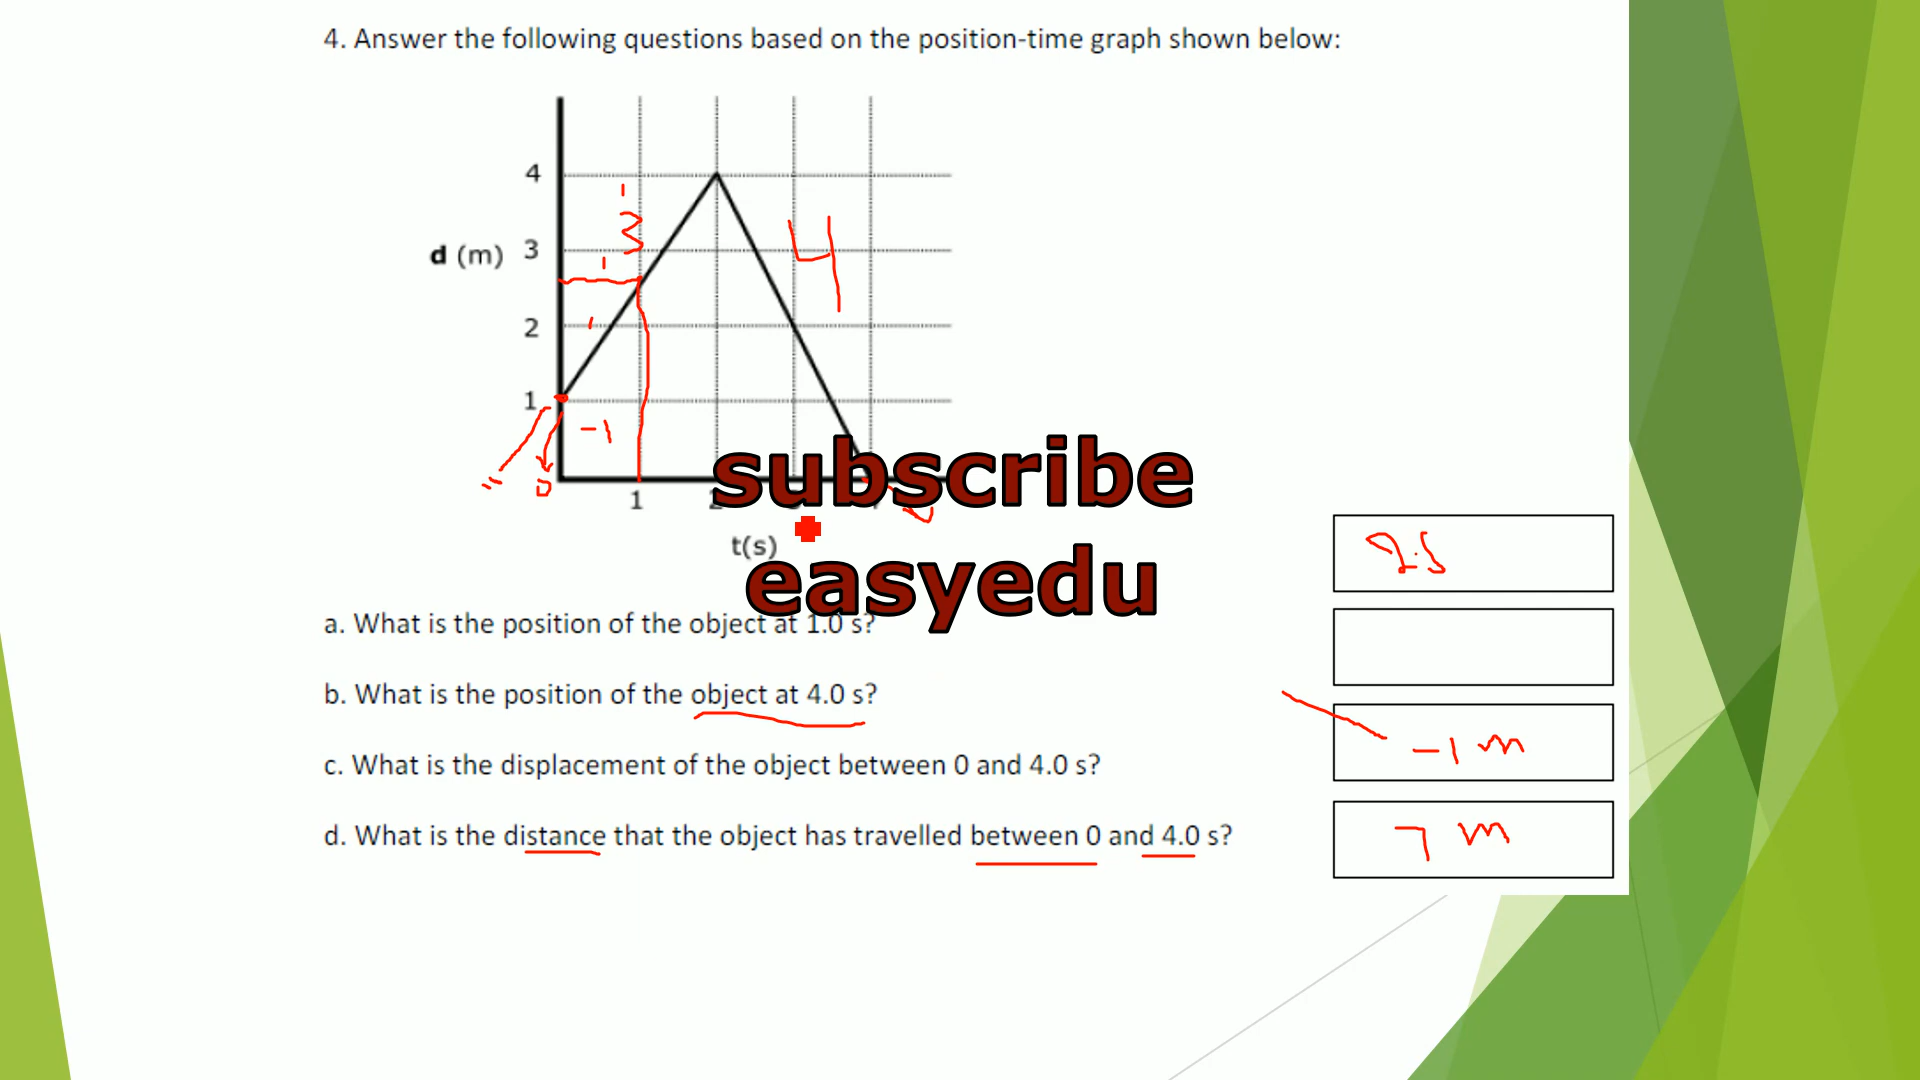 4. Answer the following questions based on the position-time graph shown below:
4
3
d (m) 3
2
1
-1
4
1
t(s)
subscribe
easyedu
a. What is the position of the object at 1.0 s?
b. What is the position of the object at 4.0 s?
c. What is the displacement of the object between 0 and 4.0 s?
d. What is the distance that the object has travelled between 0 and 4.0 s?
2.5
-1 m
7 m